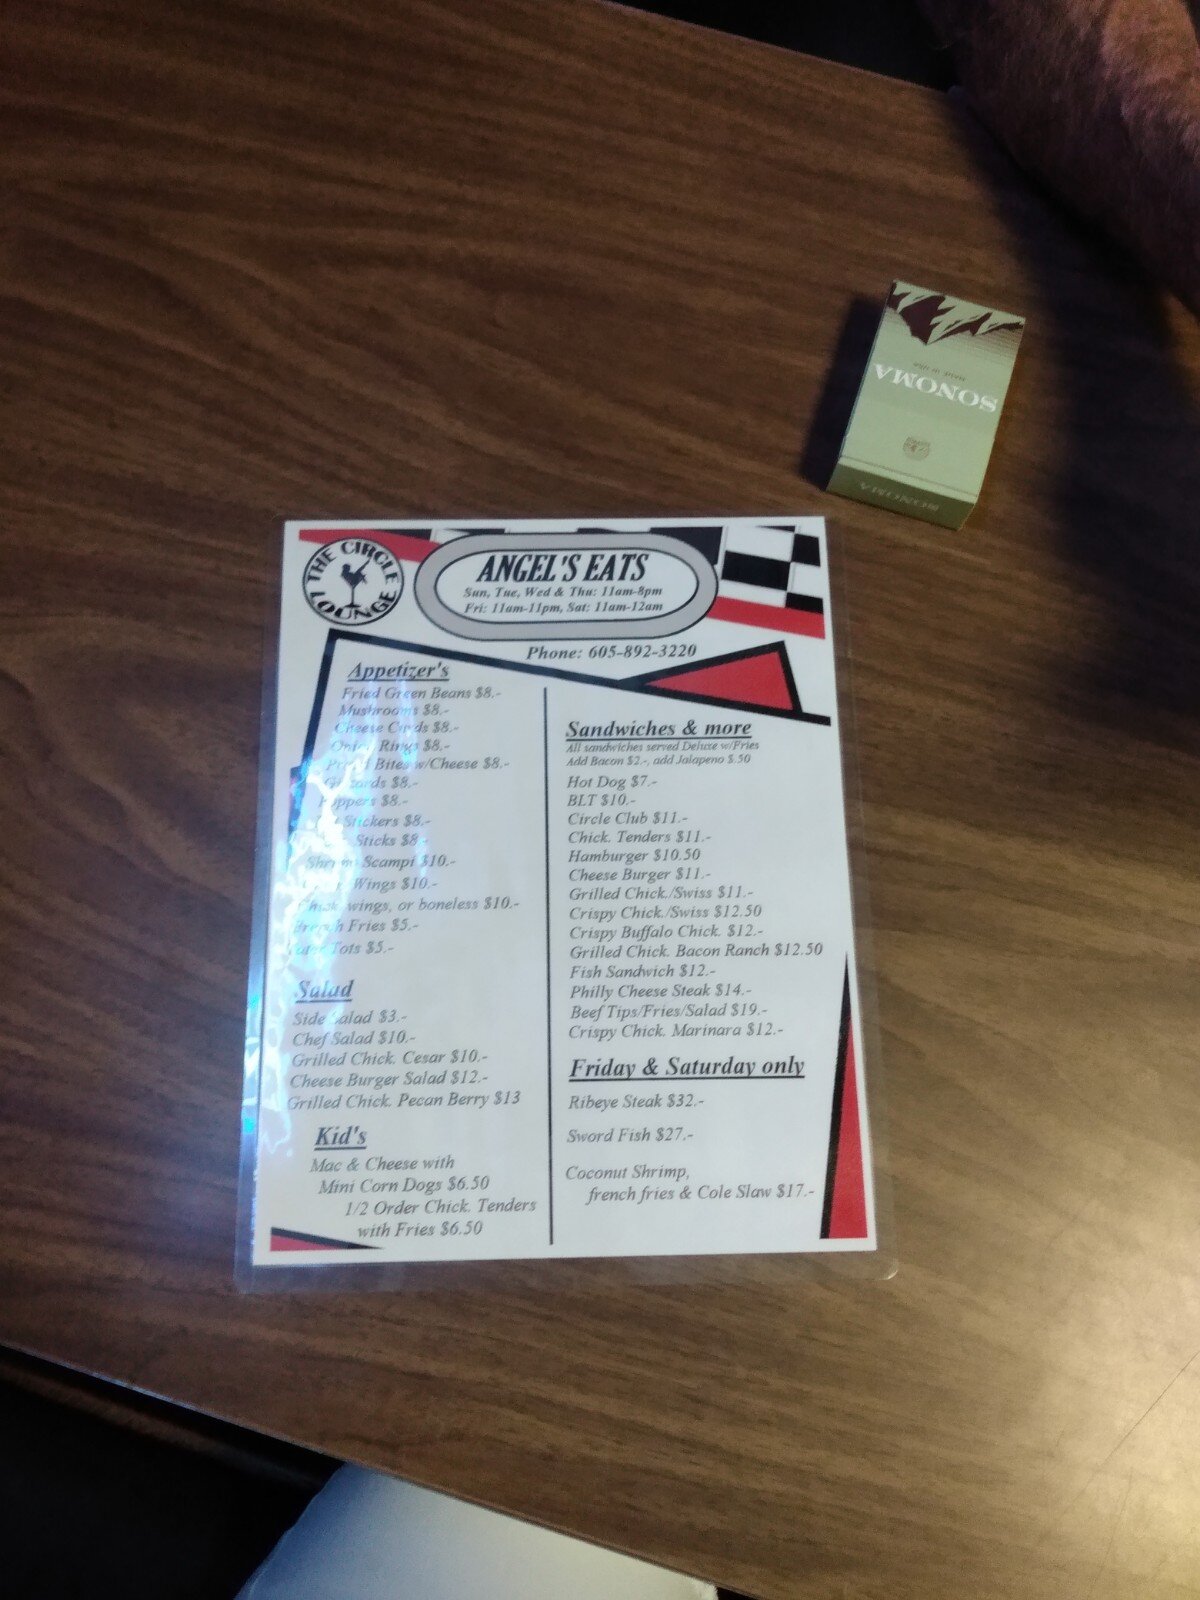 SONOMA
SONOMA
THE CIRCLE
LOUNGE
ANGEL'S EATS
Sun, Tue, Wed & Thu: 11am-8pm
Fri: 11am-11pm, Sat: 11am-12am
Phone: 605-892-3220
Appetizer's
Fried Green Beans $8.-
Mushrooms $8.-
Cheese Curds $8.-
Onion Rings $8.-
Bites w/Cheese $8.-
Gizzards $8.-
Poppers $8.-
Stickers $8.-
Sticks $8.-
Shrimp Scampi $10.-
Wings $10.-
Chick. wings, or boneless $10.-
French Fries $5.-
Tots $5.-
Salad
Side Salad $3.-
Chef Salad $10.-
Grilled Chick. Cesar $10.-
Cheese Burger Salad $12.-
Grilled Chick. Pecan Berry $13
Kid's
Mac & Cheese with
Mini Corn Dogs $6.50
1/2 Order Chick. Tenders
with Fries $6.50
Sandwiches & more
All sandwiches served Deluxe w/Fries
Add Bacon $2.-, add Jalapeno $.50
Hot Dog $7.-
BLT $10.-
Circle Club $11.-
Chick. Tenders $11.-
Hamburger $10.50
Cheese Burger $11.-
Grilled Chick./Swiss $11.-
Crispy Chick./Swiss $12.50
Crispy Buffalo Chick. $12.-
Grilled Chick. Bacon Ranch $12.50
Fish Sandwich $12.-
Philly Cheese Steak $14.-
Beef Tips/Fries/Salad $19.-
Crispy Chick. Marinara $12.-
Friday & Saturday only
Ribeye Steak $32.-
Sword Fish $27.-
Coconut Shrimp,
french fries & Cole Slaw $17.-